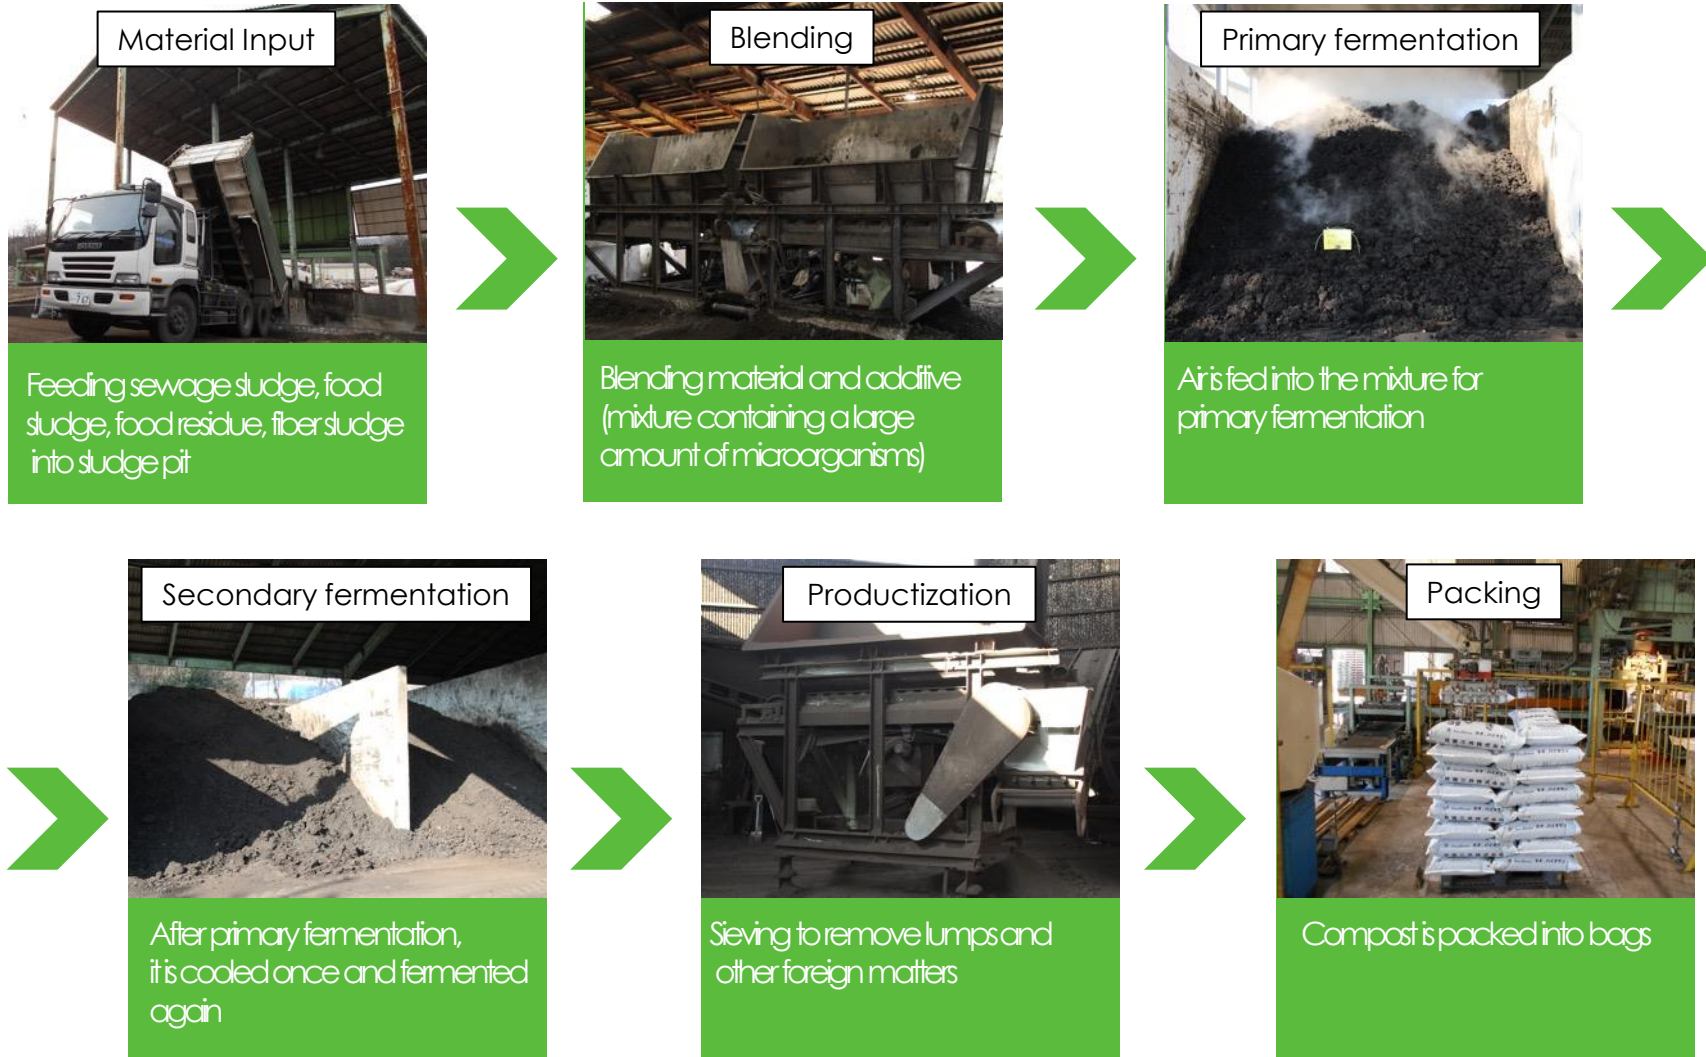 Material Input
Feeding sewage sludge, food
sludge, food residue, fiber sludge
into sludge pit
Blending
Blending material and additive
(mixture containing a large
amount of microorganisms)
Primary fermentation
Air is fed into the mixture for
primary fermentation
Secondary fermentation
After primary fermentation,
it is cooled once and fermented
again
Productization
Sieving to remove lumps and
other foreign matters
Packing
Compost is packed into bags